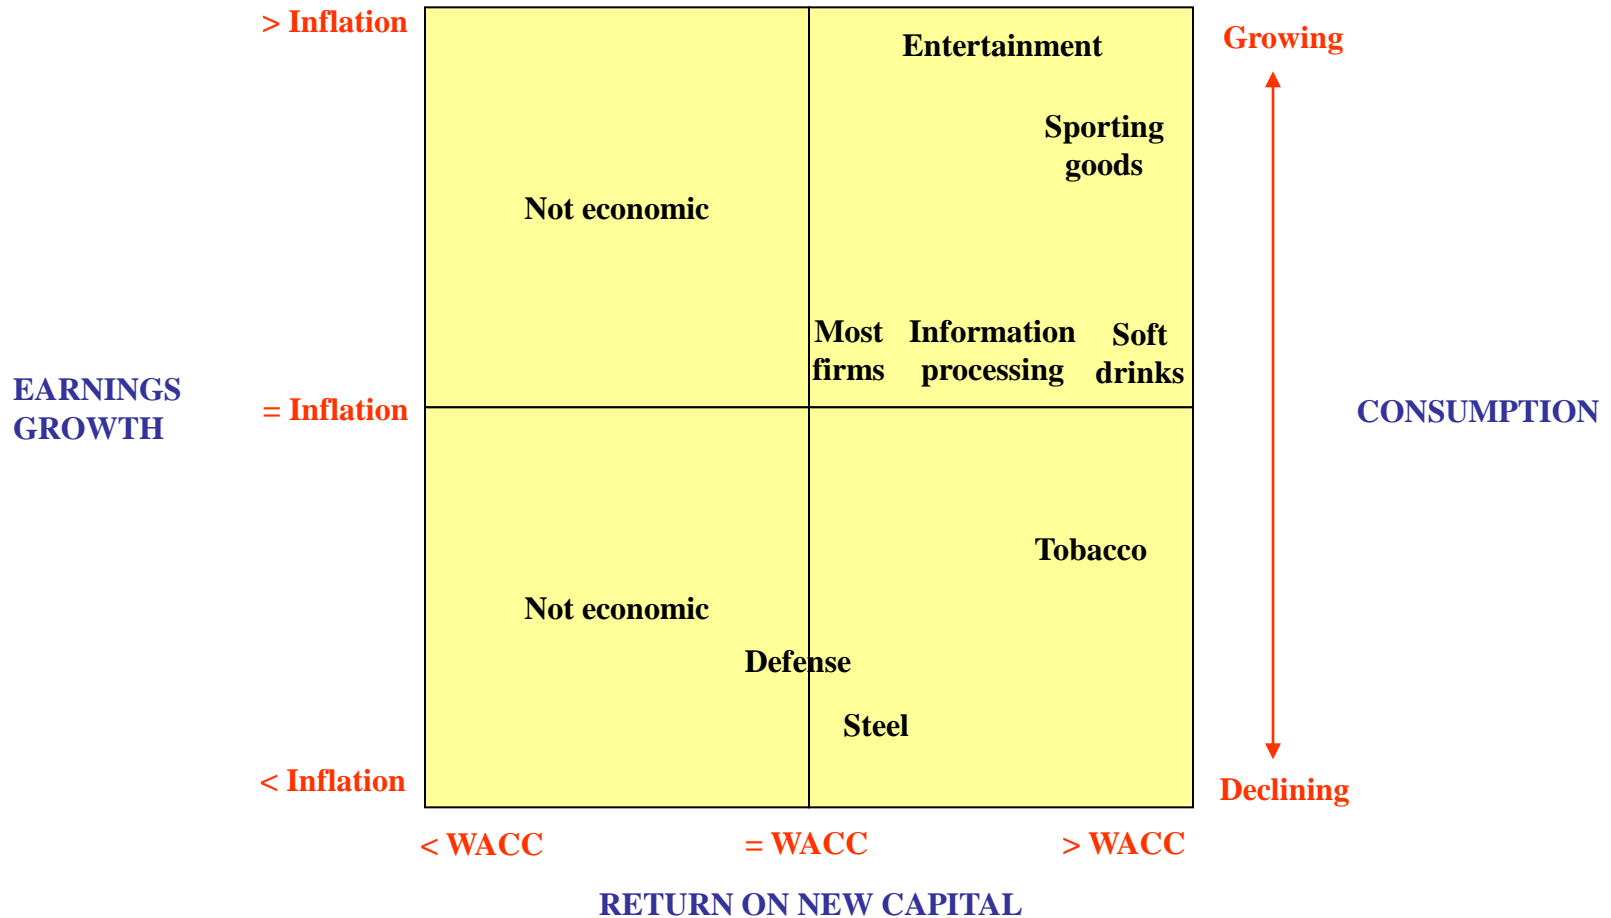 > Inflation
Entertainment
Growing
Sporting
goods
Not economic
Most
firms
Information
processing
Soft
drinks
EARNINGS
GROWTH
= Inflation
CONSUMPTION
Tobacco
Not economic
Defense
Steel
< Inflation
Declining
< WACC
= WACC
> WACC
RETURN ON NEW CAPITAL